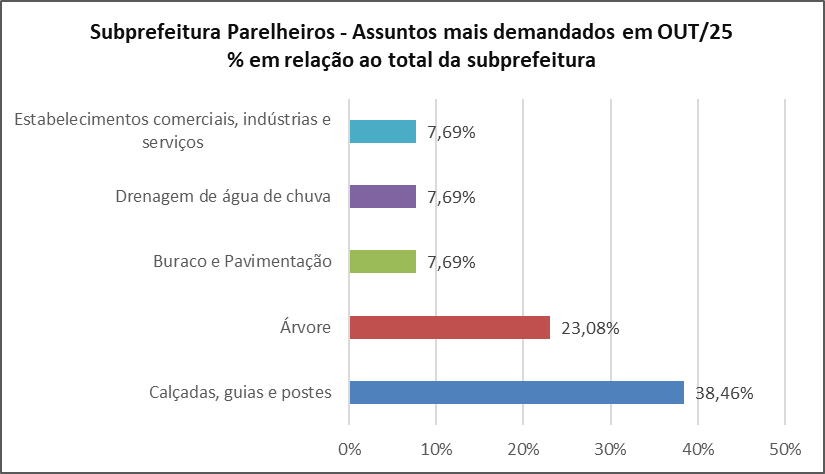 Subprefeitura Parelheiros - Assuntos mais demandados em OUT/25
% em relação ao total da subprefeitura
Estabelecimentos comerciais, indústrias e
serviços
7,69%
Drenagem de água de chuva
7,69%
Buraco e Pavimentação
7,69%
Árvore
23,08%
Calçadas, guias e postes
38,46%
0% 10% 20% 30% 40% 50%